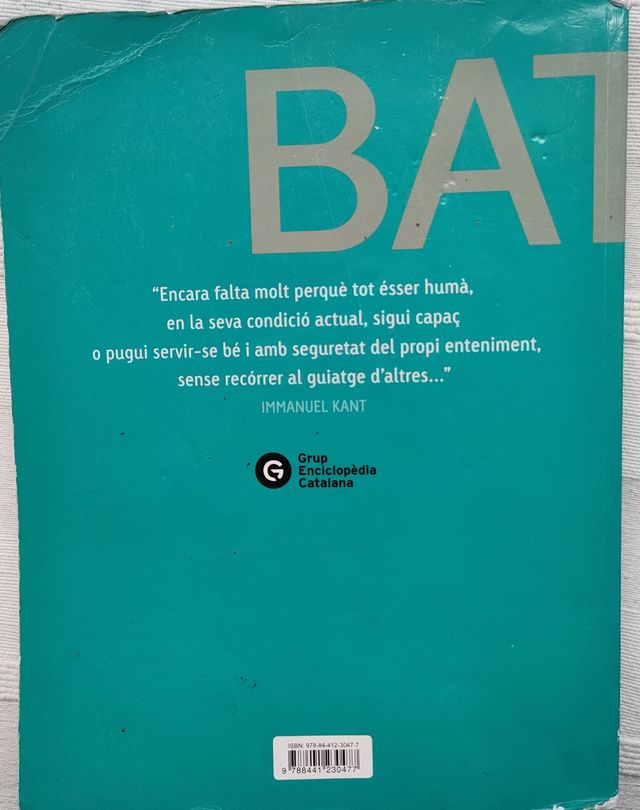 BAT
“Encara falta molt perquè tot ésser humà,
en la seva condició actual, sigui capaç
o pugui servir-se bé i amb seguretat del propi enteniment,
sense recórrer al guiatge d’altres...”
IMMANUEL KANT
Grup
Enciclopèdia
Catalana
ISBN: 978-84-412-3047-7
9 788441 230477